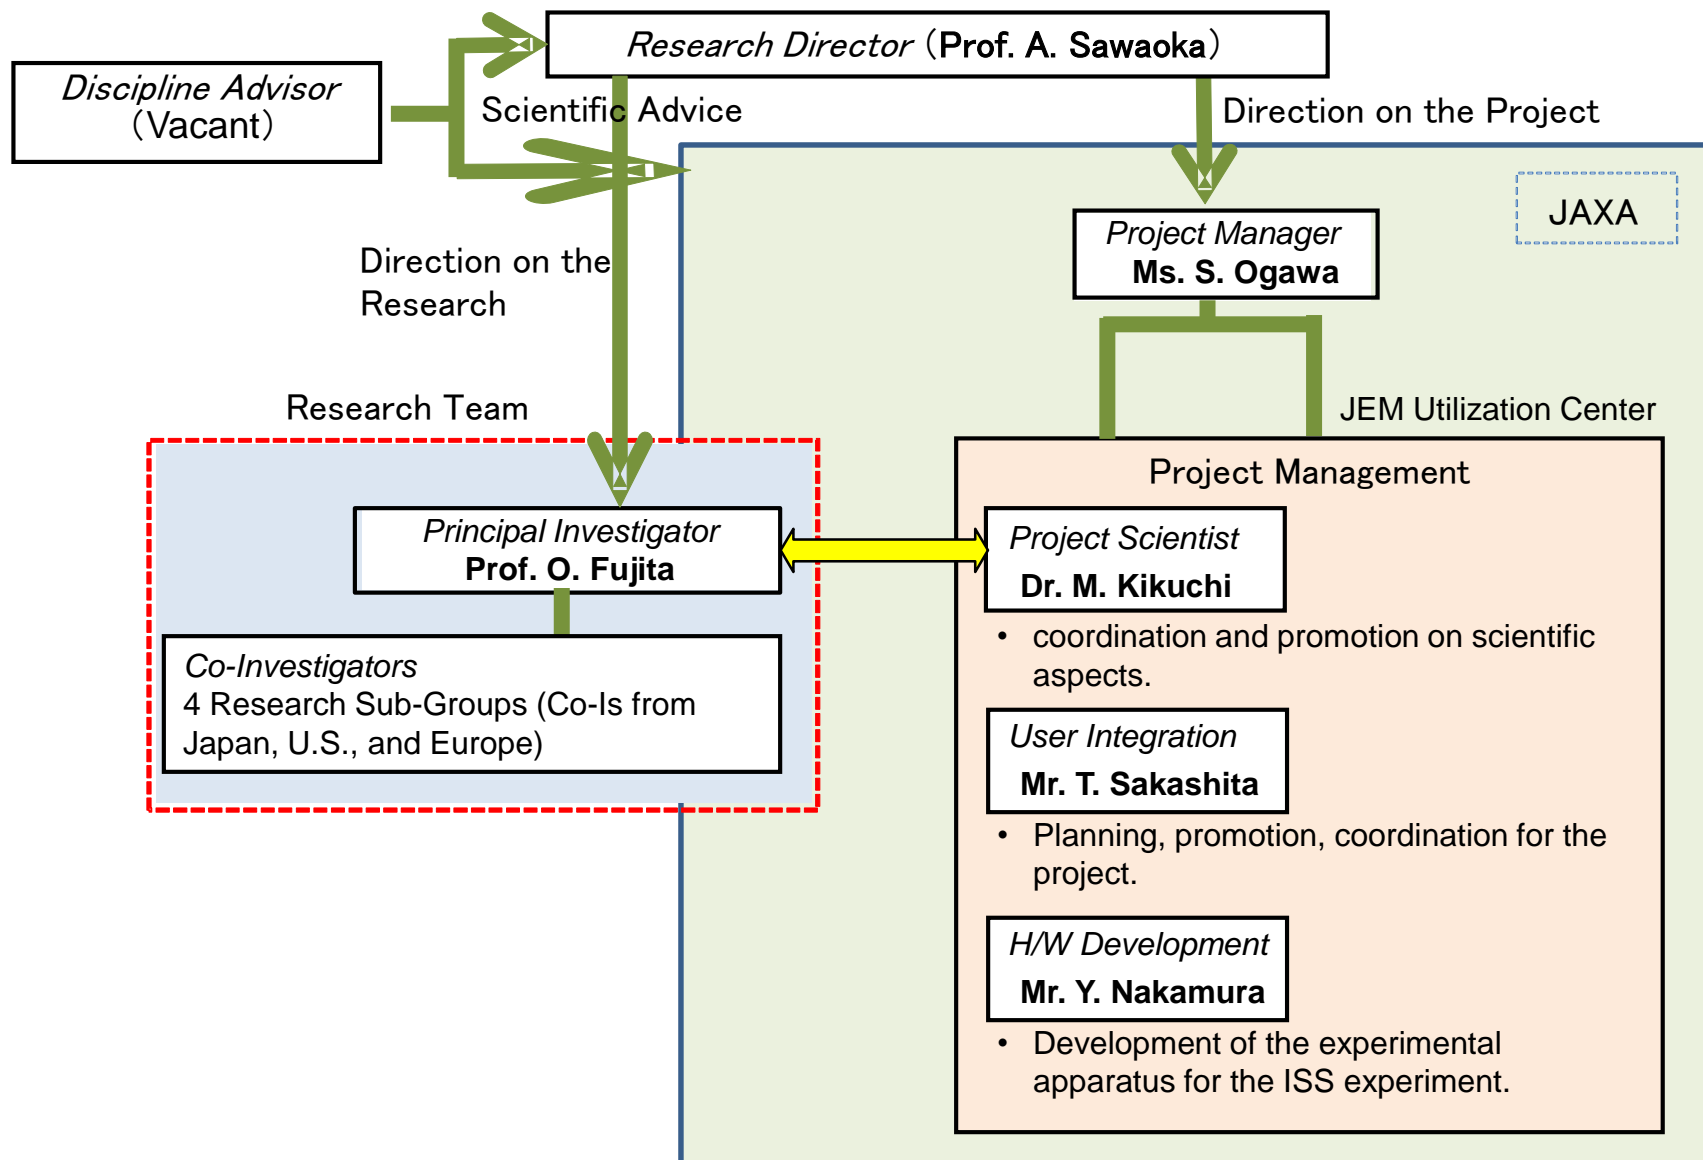 Research Director（Prof. A. Sawaoka）
Discipline Advisor
（Vacant）
Scientific Advice
Direction on the Project
JAXA
Project Manager
Ms. S. Ogawa
Direction on the
Research
Research Team
JEM Utilization Center
Project Management
Principal Investigator
Prof. O. Fujita
Project Scientist
Dr. M. Kikuchi
• coordination and promotion on scientific
aspects.
Co-Investigators
4 Research Sub-Groups (Co-Is from
Japan, U.S., and Europe)
User Integration
Mr. T. Sakashita
• Planning, promotion, coordination for the
project.
H/W Development
Mr. Y. Nakamura
• Development of the experimental
apparatus for the ISS experiment.